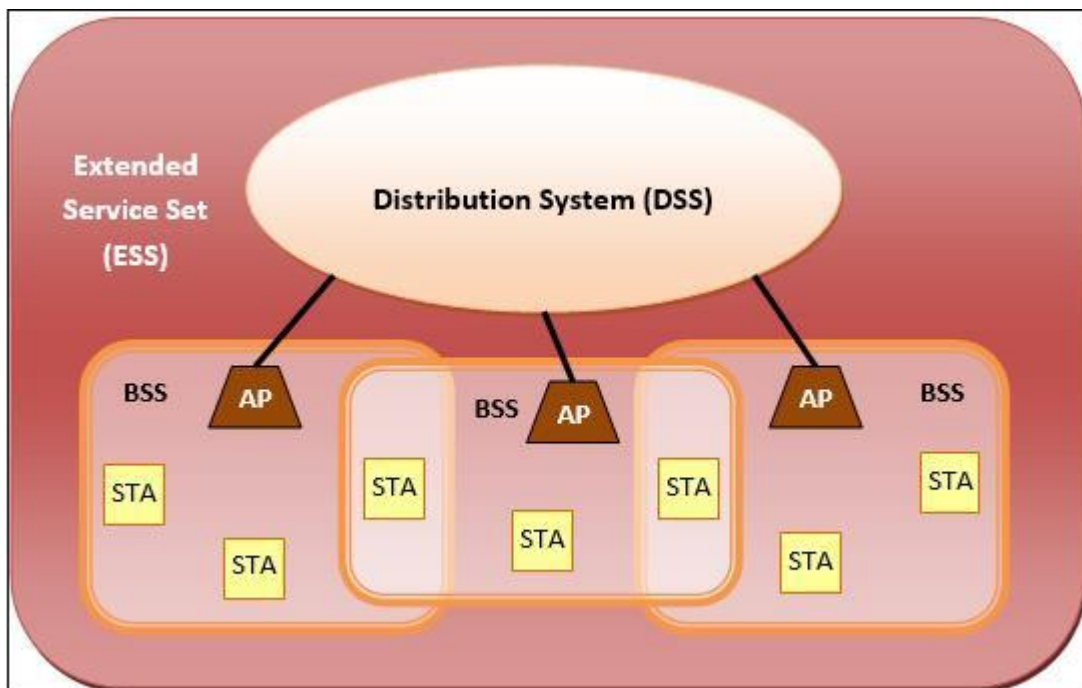 Extended
Service Set
(ESS)
Distribution System (DSS)
BSS
AP
BSS
AP
AP
BSS
STA
STA
STA
STA
STA
STA
STA